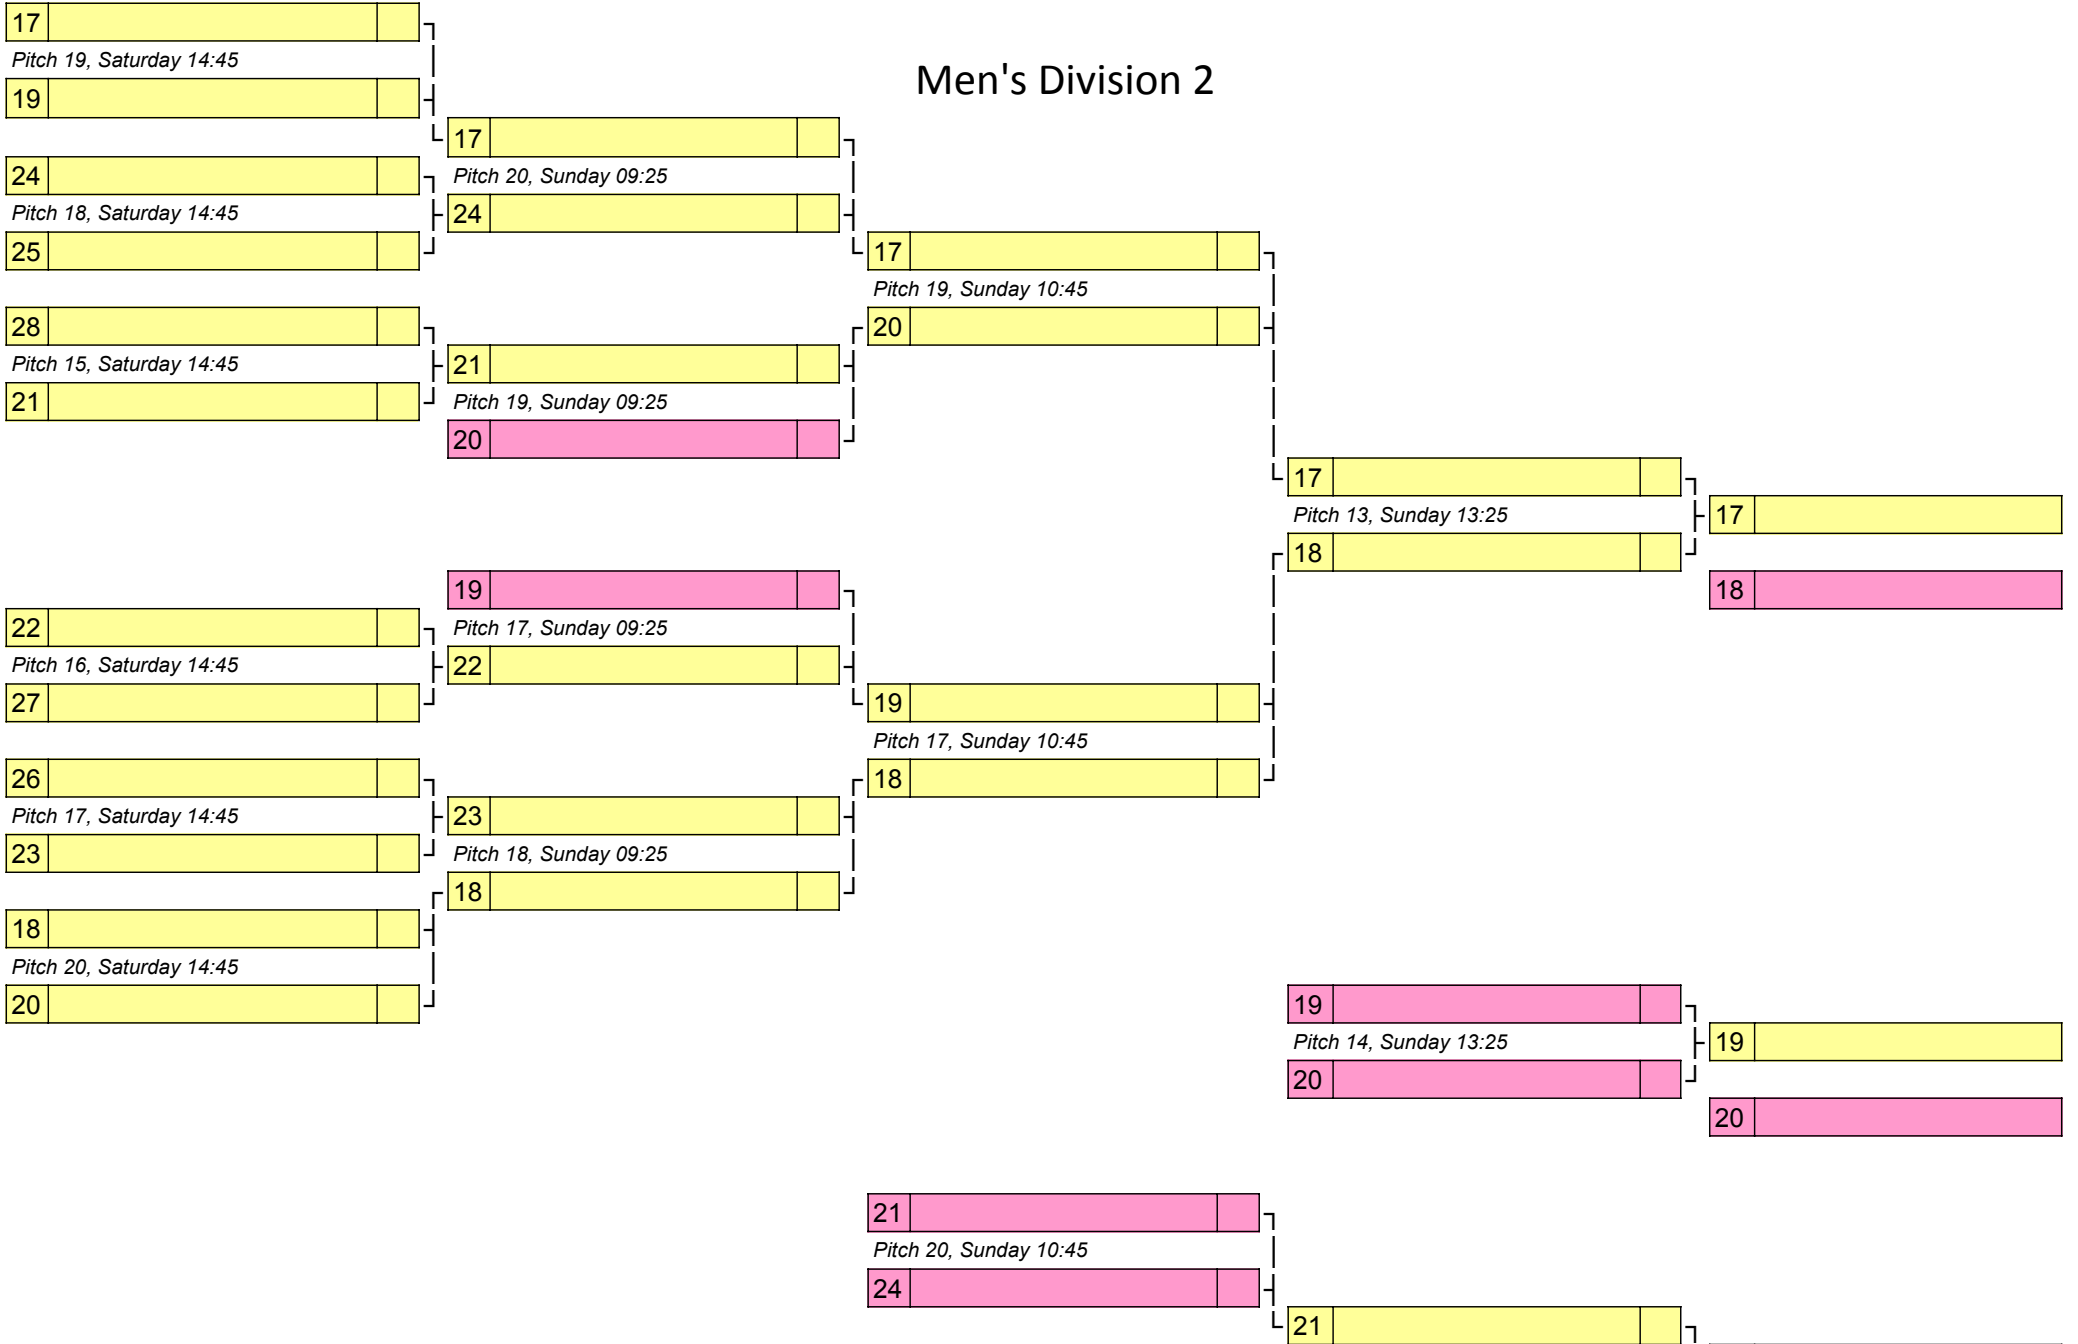 Men's Division 2
17
Pitch 19, Saturday 14:45
19
24
Pitch 18, Saturday 14:45
25
28
Pitch 15, Saturday 14:45
21
22
Pitch 16, Saturday 14:45
27
26
Pitch 17, Saturday 14:45
23
18
Pitch 20, Saturday 14:45
20
17
Pitch 20, Sunday 09:25
24
21
Pitch 19, Sunday 09:25
20
19
Pitch 17, Sunday 09:25
22
23
Pitch 18, Sunday 09:25
18
17
Pitch 19, Sunday 10:45
20
19
Pitch 17, Sunday 10:45
18
21
Pitch 20, Sunday 10:45
24
17
Pitch 13, Sunday 13:25
18
19
Pitch 14, Sunday 13:25
20
21
17
18
19
20